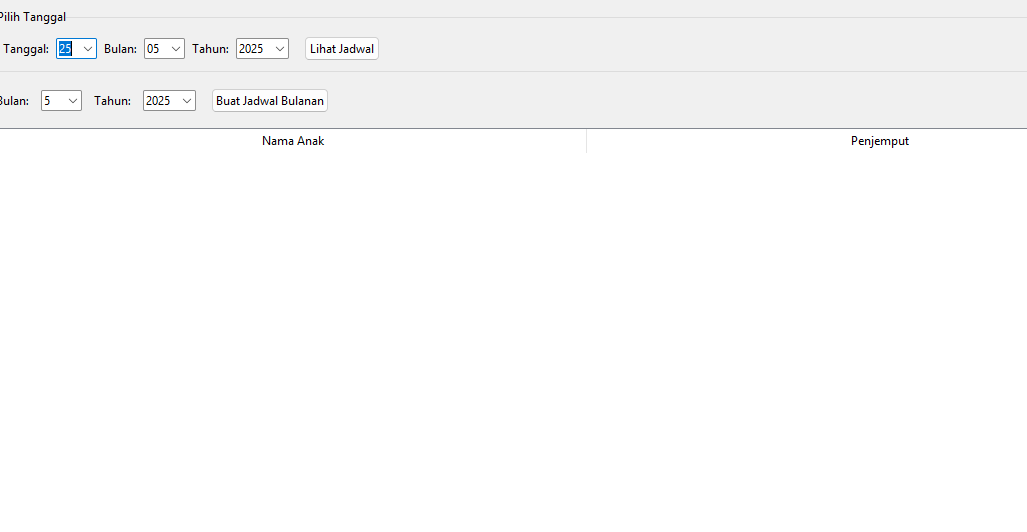 Pilih Tanggal
Tanggal: 25 Bulan: 05 Tahun: 2025 Lihat Jadwal
Bulan: 5 Tahun: 2025 Buat Jadwal Bulanan
Nama Anak Penjemput